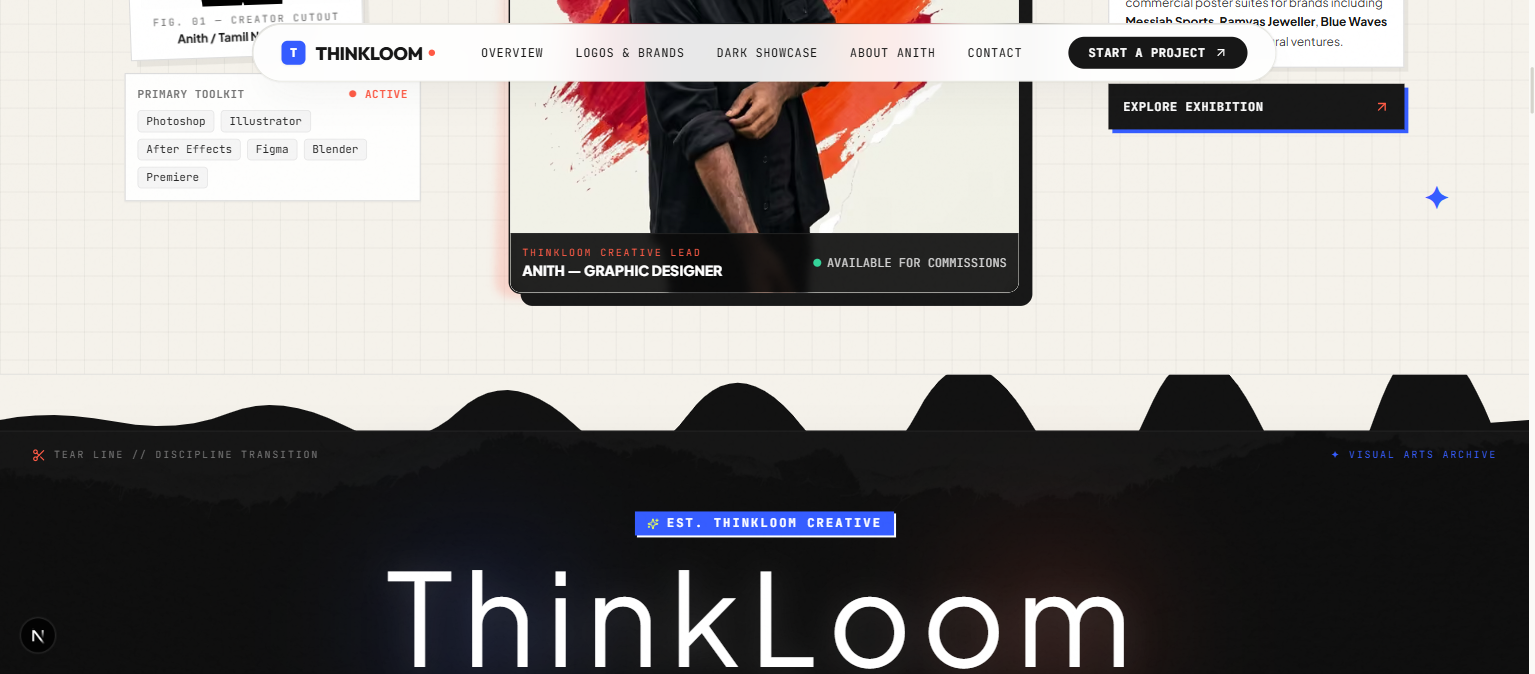 commercial poster suites for brands including
FIG. 01 — CREATOR CUTOUT
Messiah Sports, Ramyas Jeweller, Blue Waves
Anith / Tamil N
ral ventures.
T THINKLOOM
OVERVIEW LOGOS & BRANDS DARK SHOWCASE ABOUT ANITH CONTACT START A PROJECT
PRIMARY TOOLKIT ACTIVE
Photoshop Illustrator
After Effects Figma Blender
Premiere
EXPLORE EXHIBITION
THINKLOOM CREATIVE LEAD
ANITH — GRAPHIC DESIGNER
AVAILABLE FOR COMMISSIONS
TEAR LINE // DISCIPLINE TRANSITION
VISUAL ARTS ARCHIVE
EST. THINKLOOM CREATIVE
ThinkLoom
N